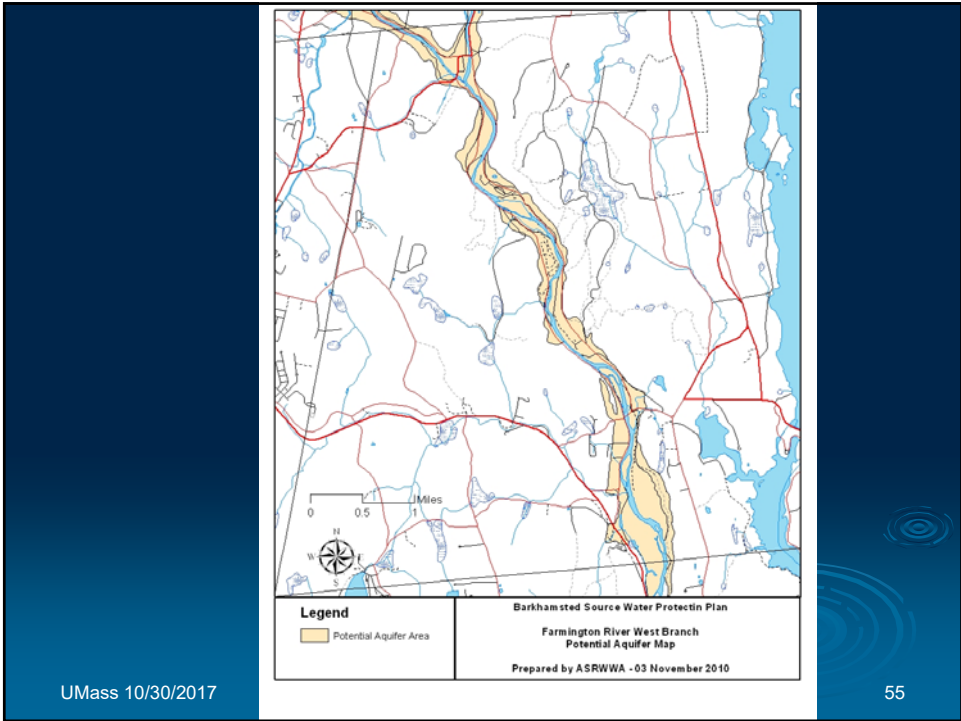 Miles
0 0.5 1
N
W E
S
Legend
Potential Aquifer Area
Barkhamsted Source Water Protectin Plan
Farmington River West Branch
Potential Aquifer Map
Prepared by ASRWWA - 03 November 2010
UMass 10/30/2017
55